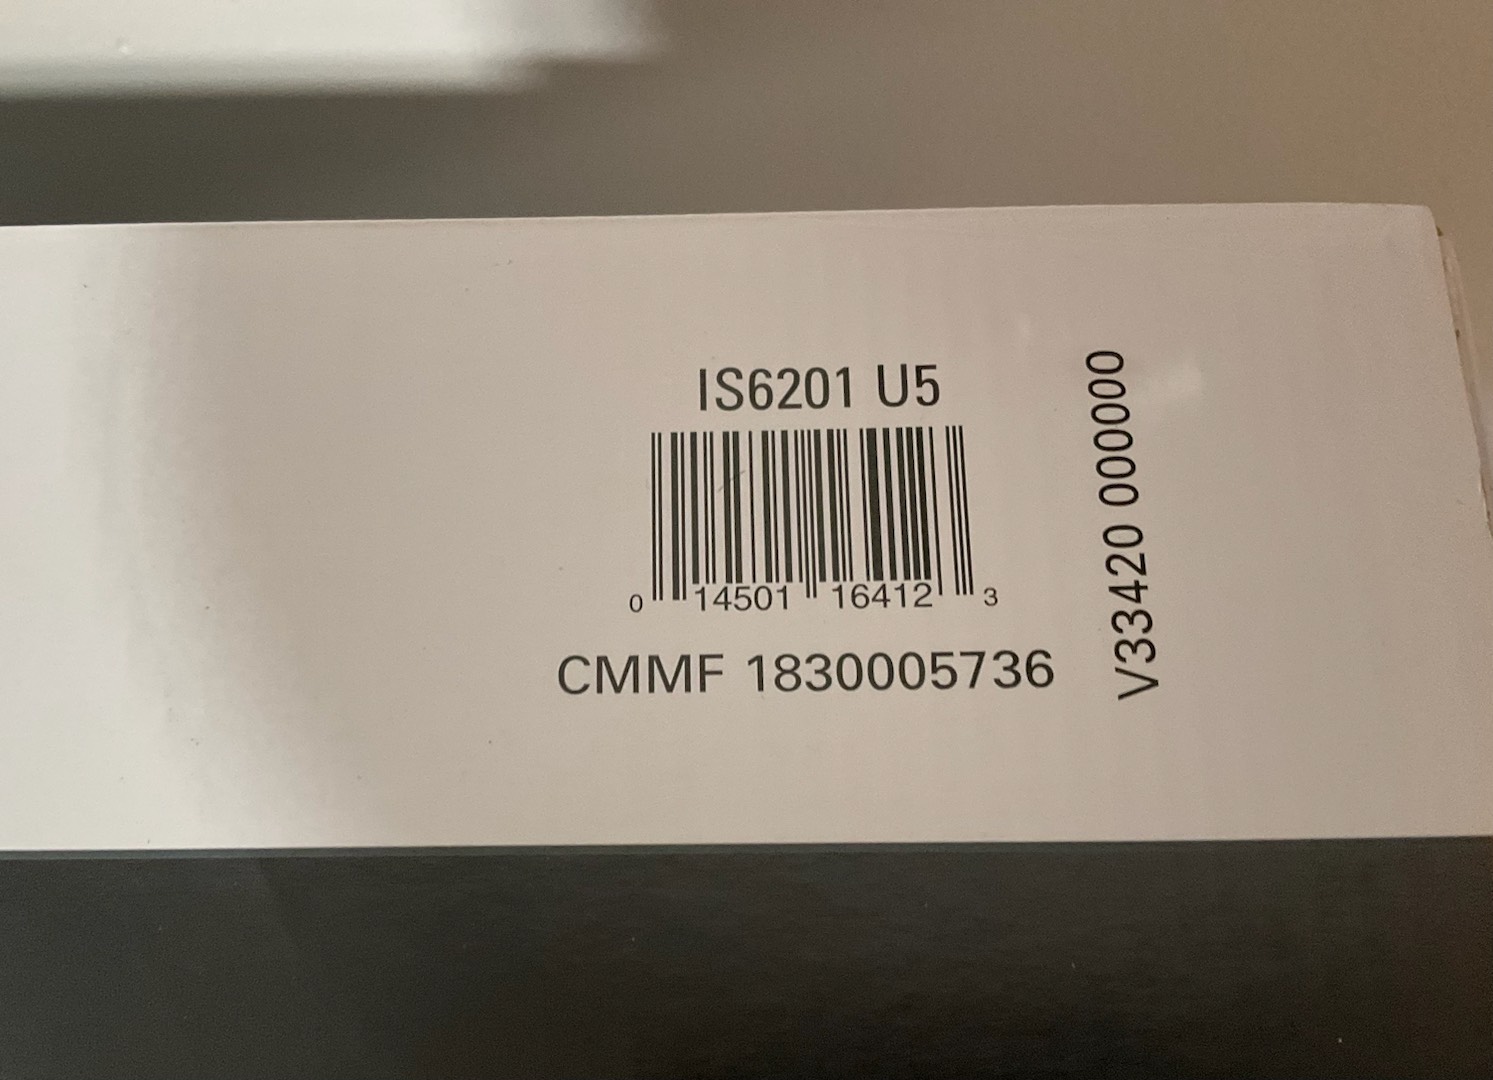 IS6201 U5
0 14501 16412 3
CMMF 1830005736
V33420 000000